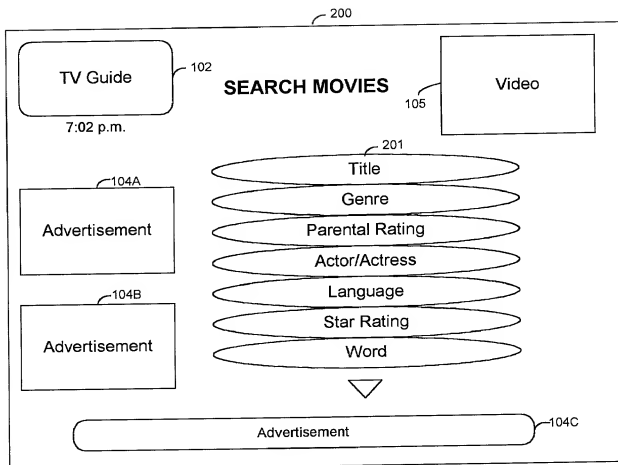 200
TV Guide
102
SEARCH MOVIES
105
Video
7:02 p.m.
201
Title
104A
Genre
Advertisement
Parental Rating
Actor/Actress
104B
Language
Advertisement
Star Rating
Word
Advertisement
104C